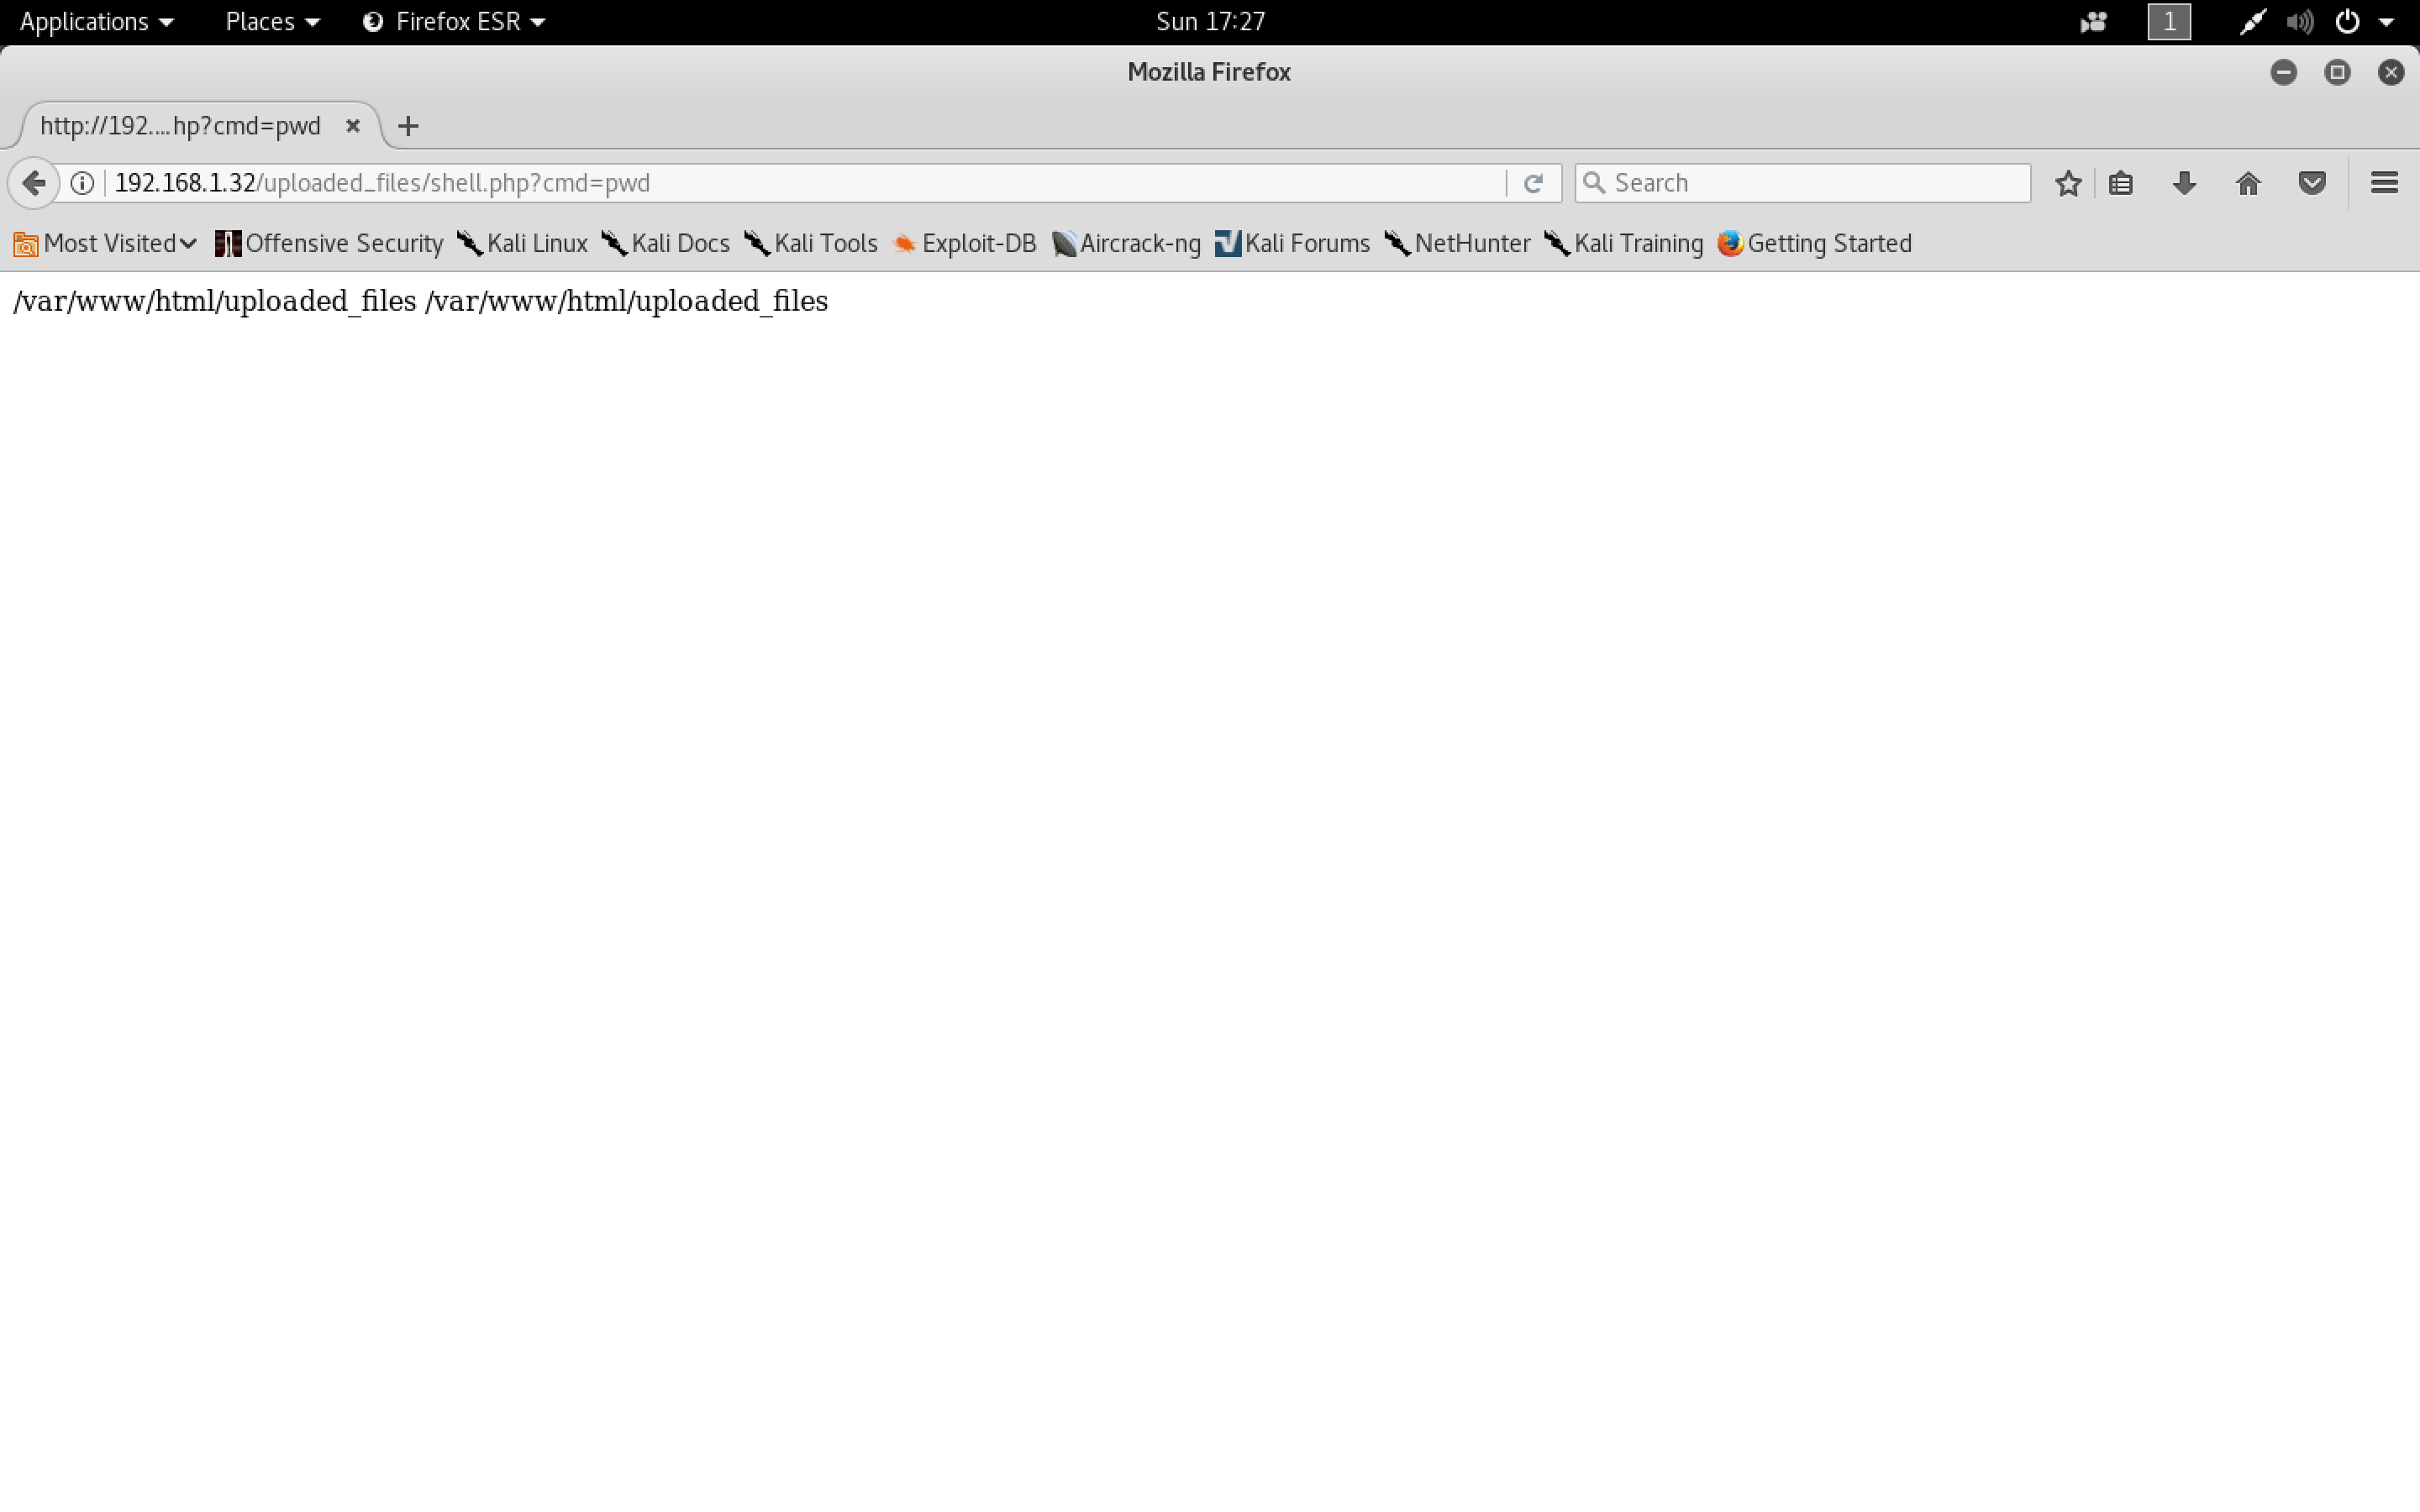 Applications Places Firefox ESR Sun 17:27 1
Mozilla Firefox
http://192....hp?cmd=pwd
192.168.1.32/uploaded_files/shell.php?cmd=pwd Search
Most Visited Offensive Security Kali Linux Kali Docs Kali Tools Exploit-DB Aircrack-ng Kali Forums NetHunter Kali Training Getting Started
/var/www/html/uploaded_files /var/www/html/uploaded_files